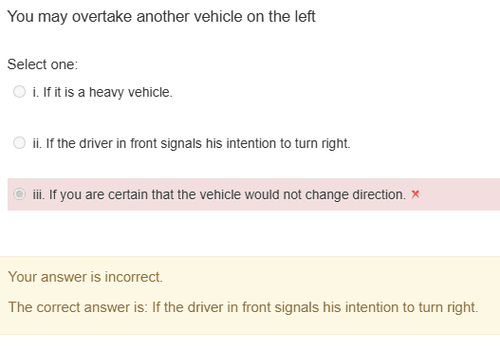 You may overtake another vehicle on the left
Select one:
i. If it is a heavy vehicle.
ii. If the driver in front signals his intention to turn right.
iii. If you are certain that the vehicle would not change direction.
Your answer is incorrect.
The correct answer is: If the driver in front signals his intention to turn right.